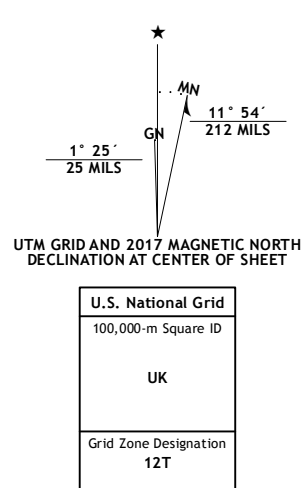 ★
MN
GN
11° 54´
212 MILS
1° 25´
25 MILS
UTM GRID AND 2017 MAGNETIC NORTH
DECLINATION AT CENTER OF SHEET
U.S. National Grid
100,000-m Square ID
UK
Grid Zone Designation
12T